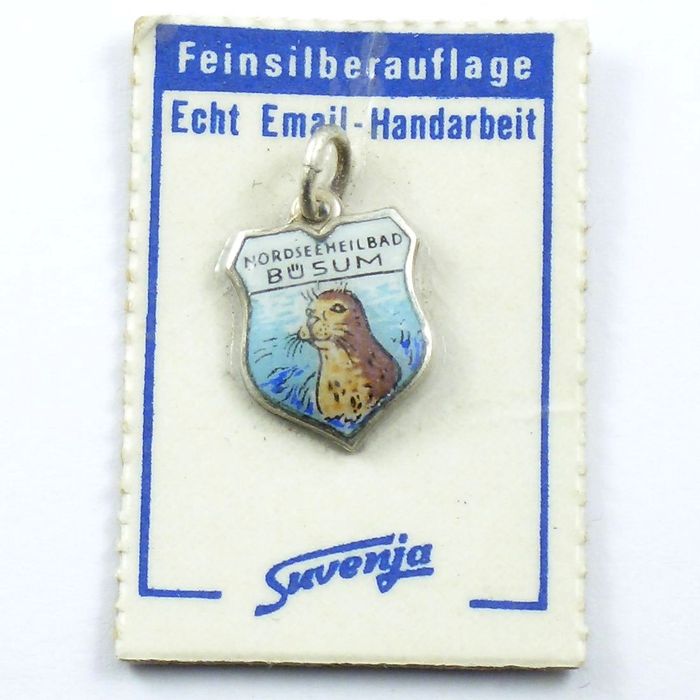 Feinsilberauflage
Echt Email-Handarbeit
NORDSEEHEILBAD
BÜSUM
Suvenja